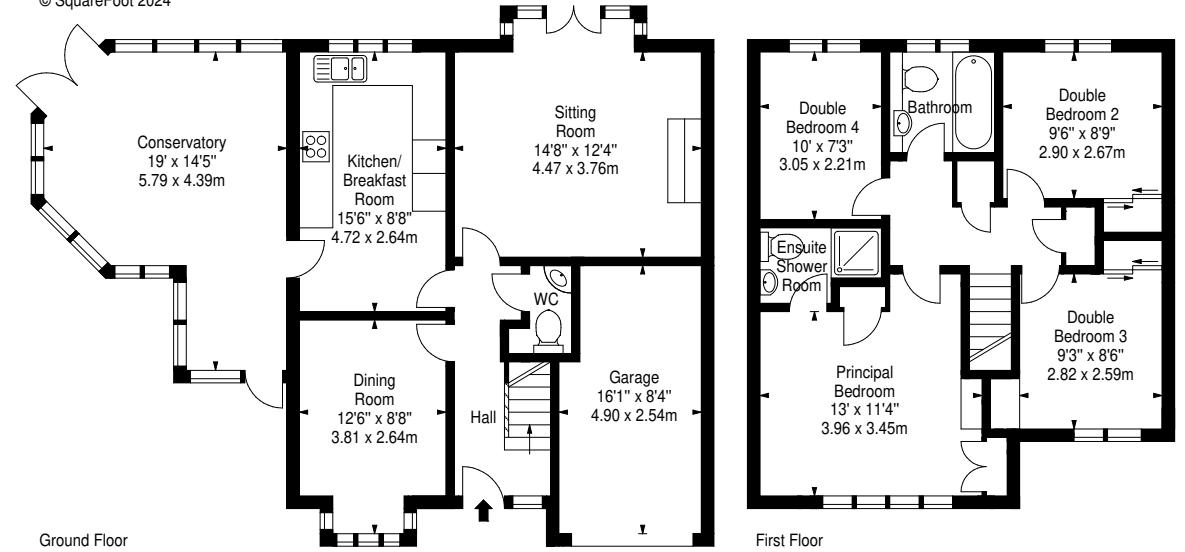 © SquareFoot 2024
Conservatory
19' x 14'5"
5.79 x 4.39m
Kitchen/
Breakfast
Room
15'6" x 8'8"
4.72 x 2.64m
Sitting
Room
14'8" x 12'4"
4.47 x 3.76m
WC
Dining
Room
12'6" x 8'8"
3.81 x 2.64m
Hall
Garage
16'1" x 8'4"
4.90 x 2.54m
Ground Floor
Double
Bedroom 4
10' x 7'3"
3.05 x 2.21m
Bathroom
Double
Bedroom 2
9'6" x 8'9"
2.90 x 2.67m
Ensuite
Shower
Room
Principal
Bedroom
13' x 11'4"
3.96 x 3.45m
Double
Bedroom 3
9'3" x 8'6"
2.82 x 2.59m
First Floor